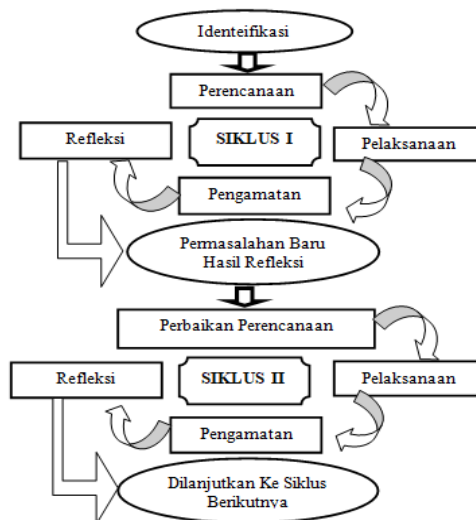 Identeifikasi
Perencanaan
Refleksi
SIKLUS I
Pelaksanaan
Pengamatan
Permasalahan Baru
Hasil Refleksi
Perbaikan Perencanaan
Refleksi
SIKLUS II
Pelaksanaan
Pengamatan
Dilanjutkan Ke Siklus
Berikutnya